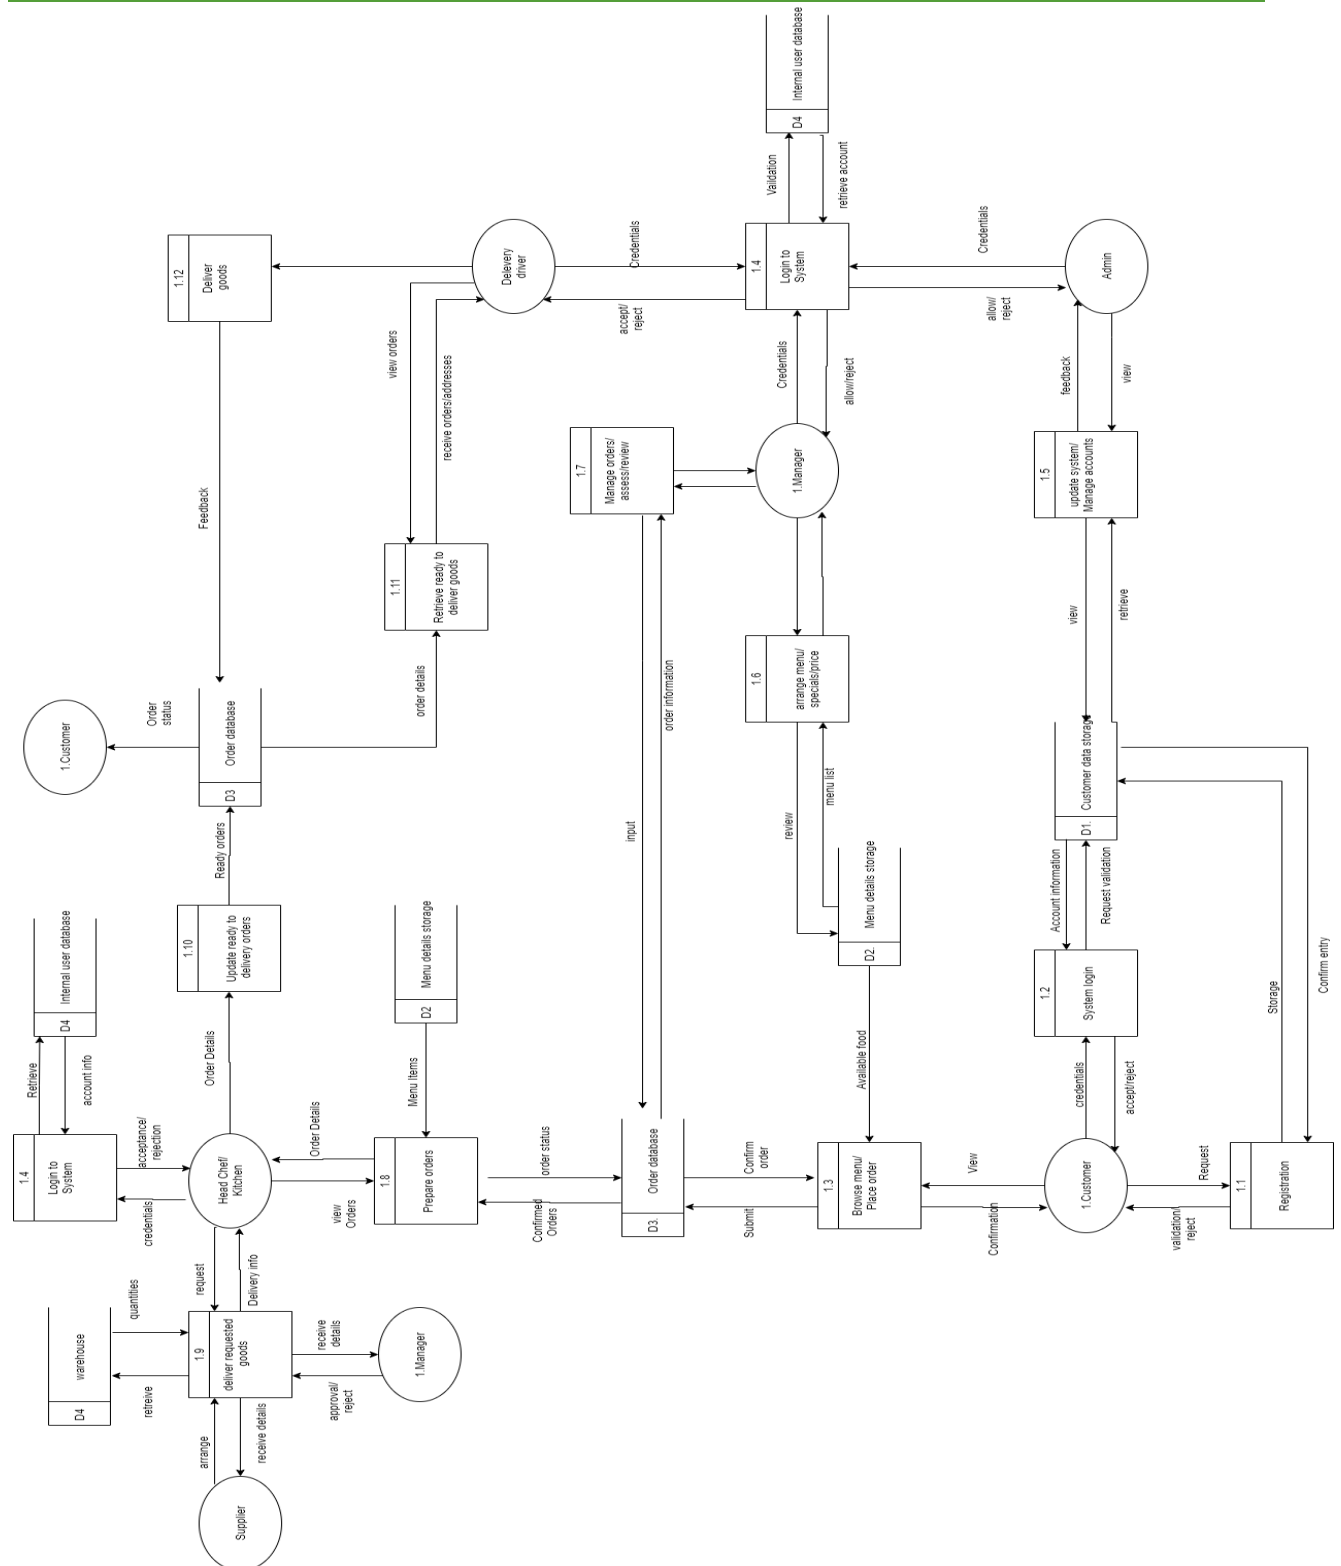 Supplier
arrange
receive details
D4
warehouse
retreive
quantities
1.9
deliver requested
goods
request
Delivery info
approval/
reject
receive
details
1.Manager
1.4
Login to
System
credentials
acceptance/
rejection
Retrieve
account info
D4
Internal user database
Head Chef/
Kitchen
Order Details
1.10
Update ready to
delivery orders
Ready orders
D3
Order database
Order
status
1.Customer
Feedback
1.12
Deliver
goods
view
Orders
Order Details
1.8
Prepare orders
Menu Items
D2
Menu details storage
order details
1.11
Retrieve ready to
deliver goods
view orders
receive orders/addresses
Delevery
driver
Confirmed
Orders
order status
D3.
Order database
input
order information
1.7
Manage orders/
assess/review
accept/
reject
Credentials
Submit
Confirm
order
1.3
Browse menu/
Place order
Available food
D2.
Menu details storage
review
menu list
1.6
arrange menu/
specials/price
1.Manager
Credentials
allow/reject
1.4
Login to
System
Vaildation
retrieve account
D4
Internal user database
Confirmation
View
1.Customer
credentials
accept/reject
1.2
System login
Account information
Request validation
D1.
Customer data storag
view
retrieve
1.5
update system/
Manage accounts
feedback
view
Admin
allow/
reject
Credentials
validation/
reject
Request
1.1
Registration
Storage
Confirm entry